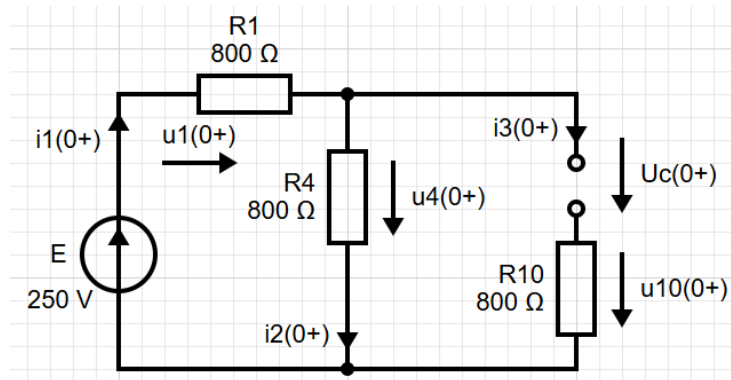 R1
800 Ω
i1(0+)
u1(0+)
i3(0+)
R4
800 Ω
u4(0+)
Uc(0+)
E
250 V
R10
800 Ω
u10(0+)
i2(0+)